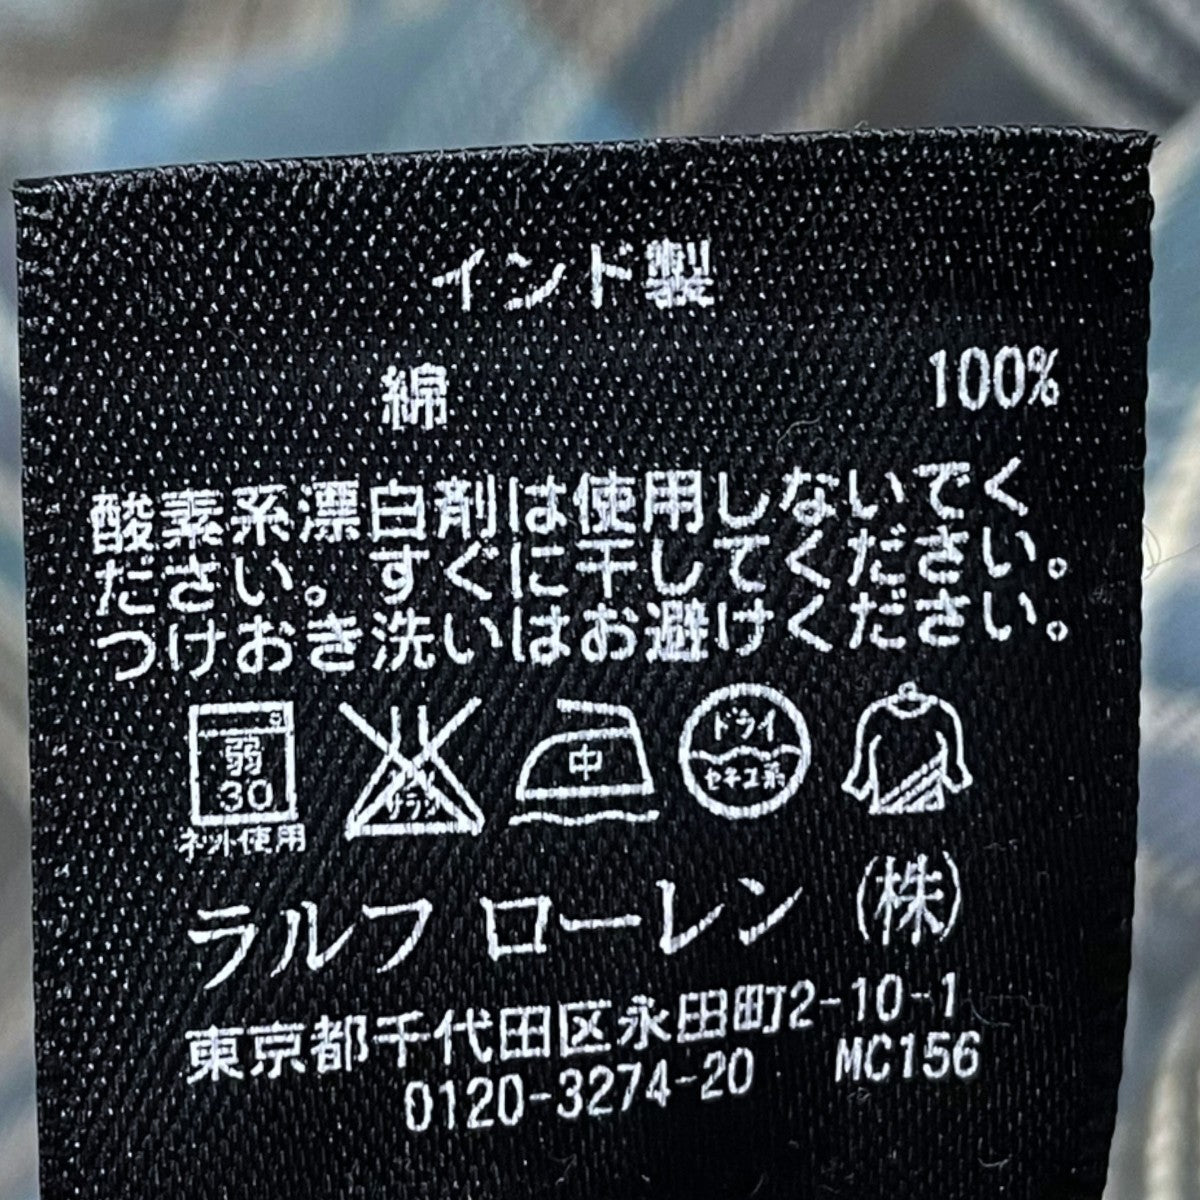 インド製
綿 100%
酸素系漂白剤は使用しないでく
ださい。すぐに干してください。
つけおき洗いはお避けください。
弱
30
ネット使用
中
ドライ
セキユ系
ラルフ ローレン (株)
東京都千代田区永田町2-10-1
0120-3274-20 MC156